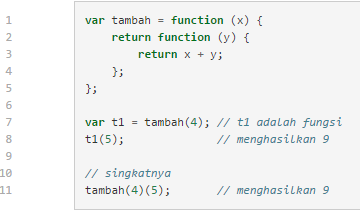 1 var tambah = function (x) {
2     return function (y) {
3         return x + y;
4     };
5 };
6
7 var t1 = tambah(4); // t1 adalah fungsi
8 t1(5);              // menghasilkan 9
9
10 // singkatnya
11 tambah(4)(5);       // menghasilkan 9